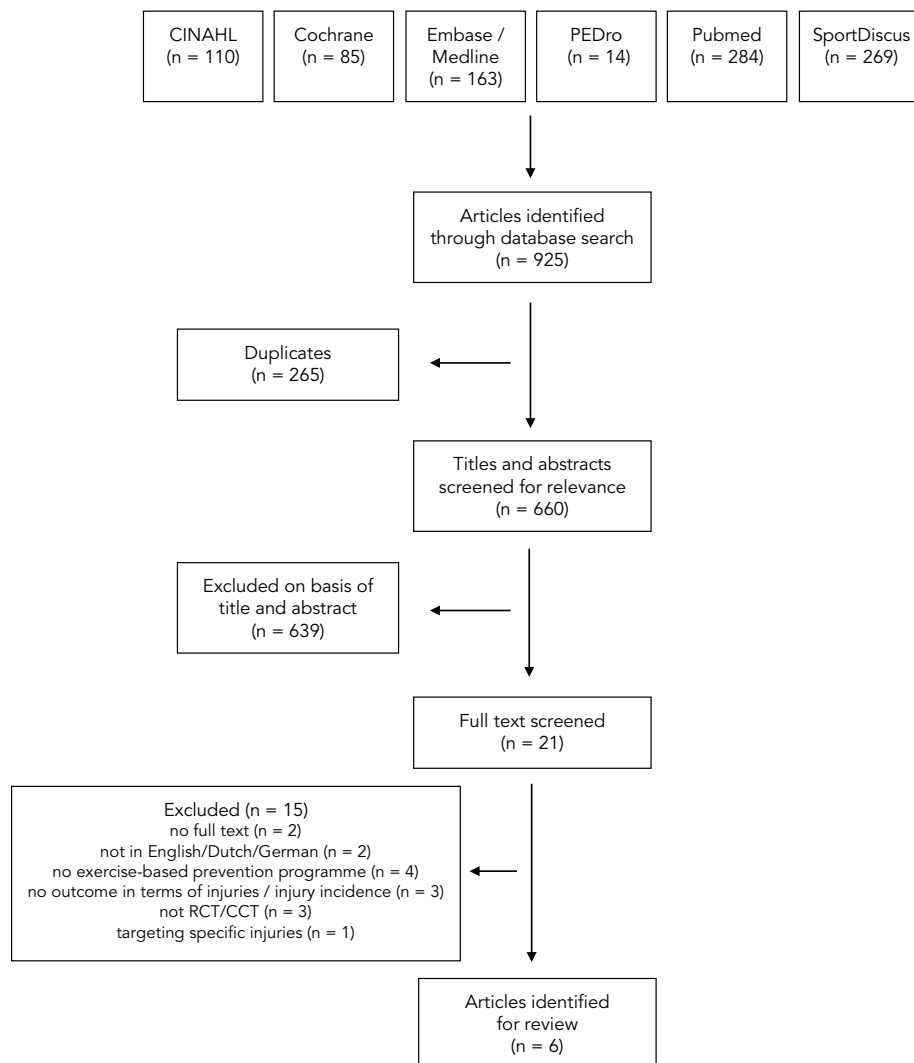 CINAHL
(n = 110)
Cochrane
(n = 85)
Embase /
Medline
(n = 163)
PEDro
(n = 14)
Pubmed
(n = 284)
SportDiscus
(n = 269)
Articles identified
through database search
(n = 925)
Duplicates
(n = 265)
Titles and abstracts
screened for relevance
(n = 660)
Excluded on basis of
title and abstract
(n = 639)
Full text screened
(n = 21)
Excluded (n = 15)
no full text (n = 2)
not in English/Dutch/German (n = 2)
no exercise-based prevention programme (n = 4)
no outcome in terms of injuries / injury incidence (n = 3)
not RCT/CCT (n = 3)
targeting specific injuries (n = 1)
Articles identified
for review
(n = 6)